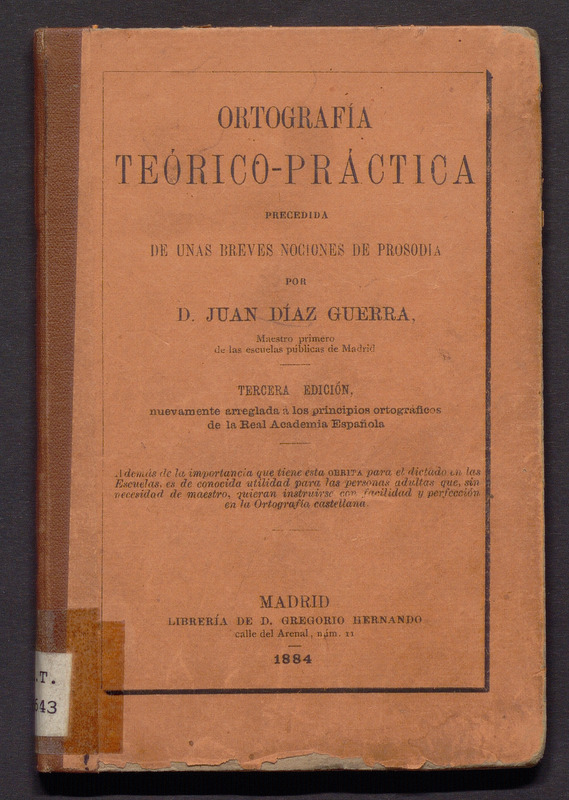 ORTOGRAFÍA
TEÓRICO-PRÁCTICA
PRECEDIDA
DE UNAS BREVES NOCIONES DE PROSODIA
POR
D. JUAN DÍAZ GUERRA,
Maestro primero
de las escuelas públicas de Madrid
TERCERA EDICIÓN,
nuevamente arreglada á los principios ortográficos
de la Real Academia Española
Además de la importancia que tiene esta OBRITA para el dictado en las
Escuelas, es de conocida utilidad para las personas adultas que, sin
necesidad de maestro, quieran instruirse con facilidad y perfección
en la Ortografía castellana
MADRID
LIBRERÍA DE D. GREGORIO HERNANDO
calle del Arenal, núm. 11
1884
.T.
643